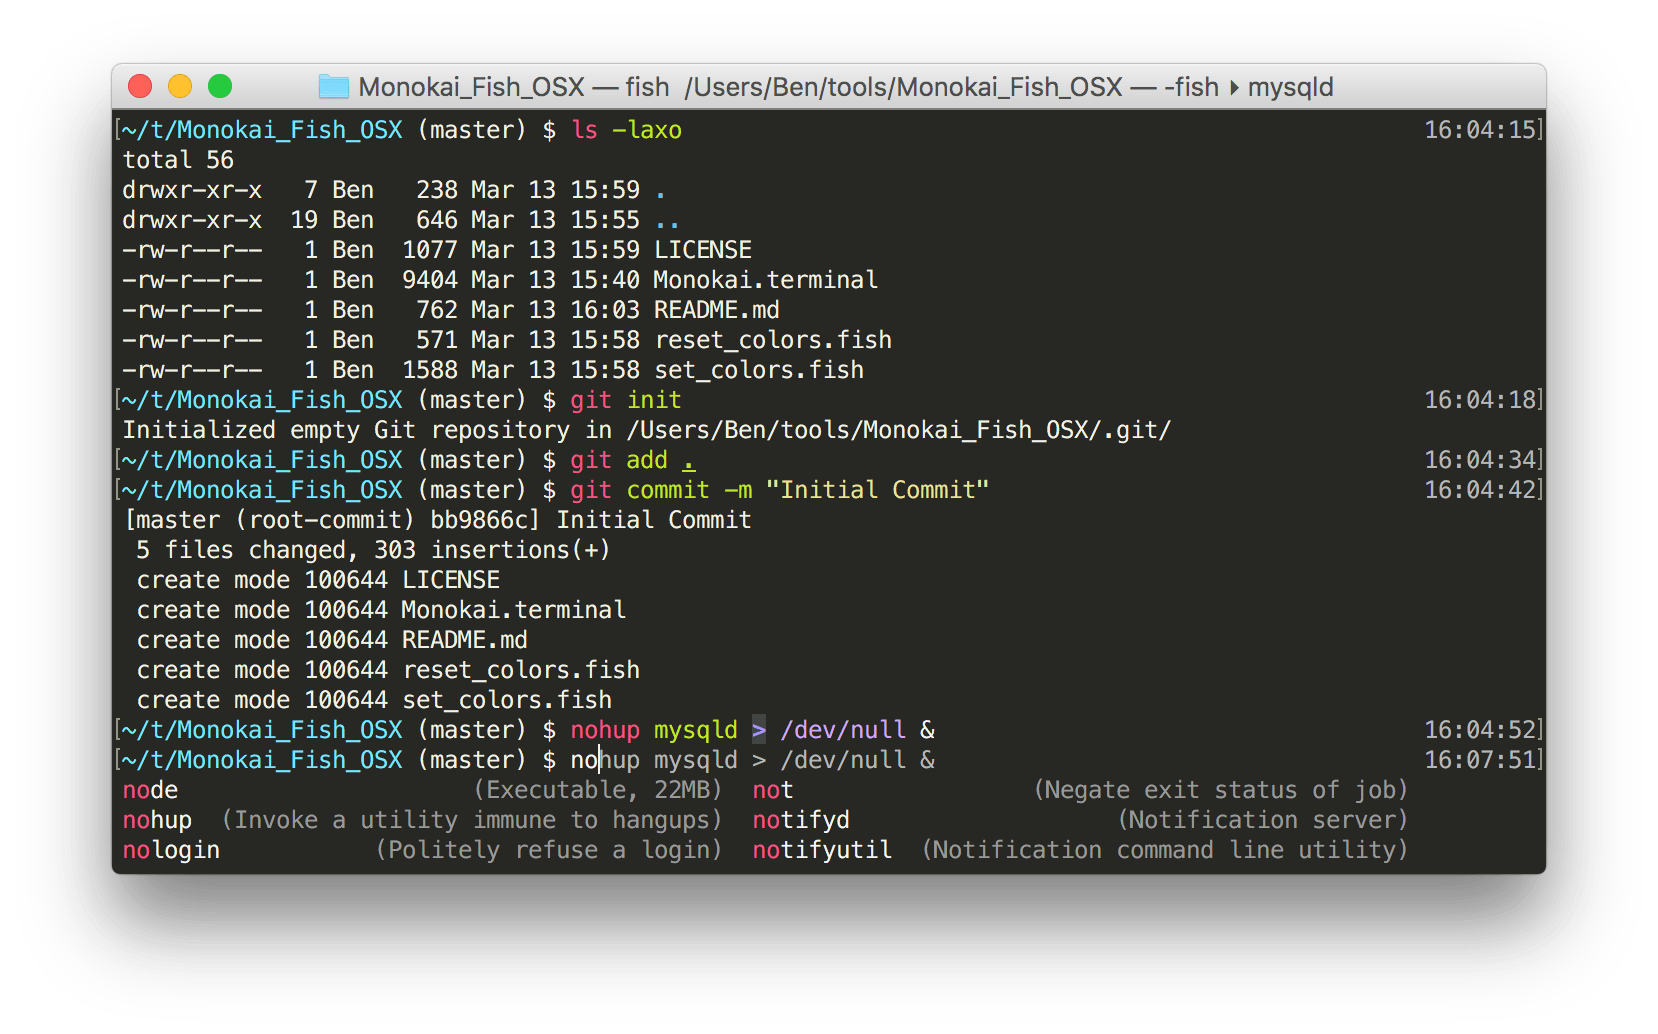 Monokai_Fish_OSX — fish  /Users/Ben/tools/Monokai_Fish_OSX — -fish ▸ mysqld
[~/t/Monokai_Fish_OSX (master) $ ls -laxo 16:04:15]
total 56
drwxr-xr-x   7 Ben   238 Mar 13 15:59 .
drwxr-xr-x  19 Ben   646 Mar 13 15:55 ..
-rw-r--r--   1 Ben  1077 Mar 13 15:59 LICENSE
-rw-r--r--   1 Ben  9404 Mar 13 15:40 Monokai.terminal
-rw-r--r--   1 Ben   762 Mar 13 16:03 README.md
-rw-r--r--   1 Ben   571 Mar 13 15:58 reset_colors.fish
-rw-r--r--   1 Ben  1588 Mar 13 15:58 set_colors.fish
[~/t/Monokai_Fish_OSX (master) $ git init 16:04:18]
Initialized empty Git repository in /Users/Ben/tools/Monokai_Fish_OSX/.git/
[~/t/Monokai_Fish_OSX (master) $ git add . 16:04:34]
[~/t/Monokai_Fish_OSX (master) $ git commit -m "Initial Commit" 16:04:42]
[master (root-commit) bb9866c] Initial Commit
 5 files changed, 303 insertions(+)
 create mode 100644 LICENSE
 create mode 100644 Monokai.terminal
 create mode 100644 README.md
 create mode 100644 reset_colors.fish
 create mode 100644 set_colors.fish
[~/t/Monokai_Fish_OSX (master) $ nohup mysqld > /dev/null & 16:04:52]
[~/t/Monokai_Fish_OSX (master) $ nohup mysqld > /dev/null & 16:07:51]
node                     (Executable, 22MB)  not                 (Negate exit status of job)
nohup  (Invoke a utility immune to hangups)  notifyd                   (Notification server)
nologin           (Politely refuse a login)  notifyutil  (Notification command line utility)